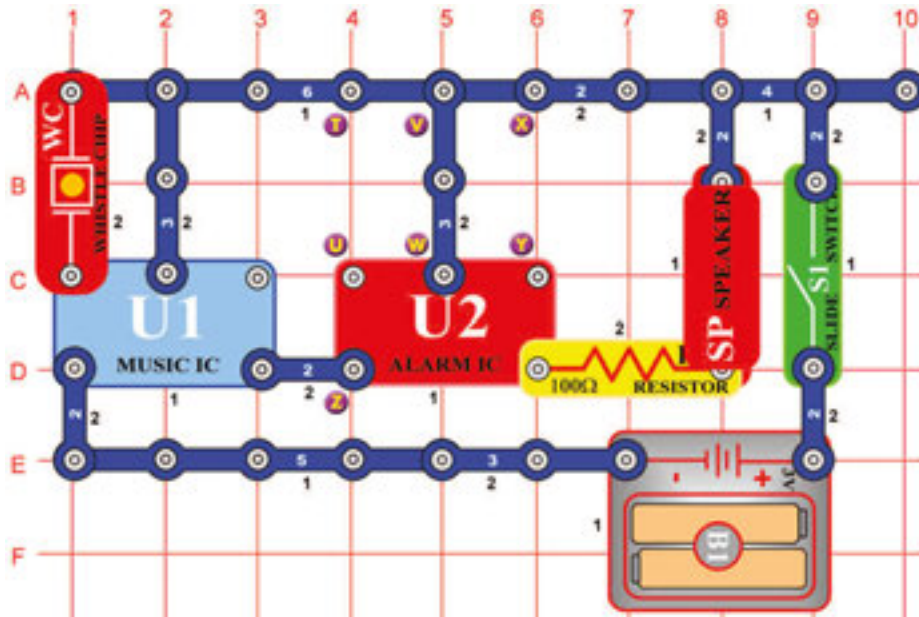 1 2 3 4 5 6 7 8 9 10
A 6 2 4
1 2 1
T V X
2 2
WC
WHISTLE CHIP
B
2 3 2
3 2
1 SP SPEAKER
S1 SLIDE SWITCH 1
U W Y
C
U1
MUSIC IC
U2
ALARM IC
2
D 2
100Ω RESISTOR
2 2
1 2 Z 1
2 2
E 5 3
1 2
- +
3V
F
1
B1